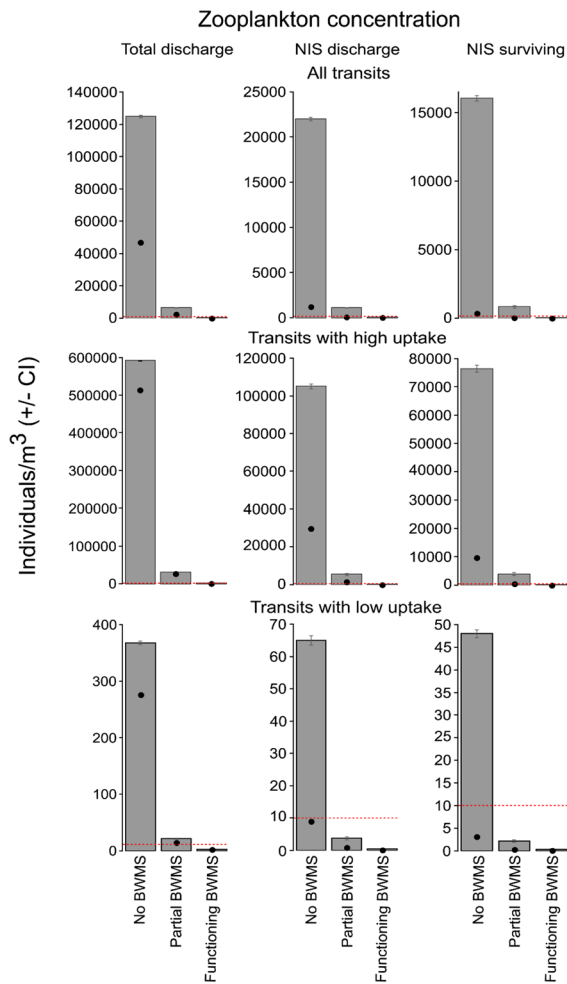 Zooplankton concentration
Total discharge NIS discharge NIS surviving
All transits
140000 25000
120000 20000 15000
100000
80000 15000 10000
60000 10000
40000 5000
20000 5000
0 0 0
Transits with high uptake
600000 120000 80000
500000 100000 70000
400000 80000 60000
300000 60000 50000
200000 40000 40000
100000 20000 30000
0 0 20000
10000
0
Transits with low uptake
400 70 50
300 60 45
200 50 40
100 40 35
0 30 30
20 25
10 20
0 15
10
5
0
Individuals/m³ (+/- CI)
No BWMS Partial BWMS Functioning BWMS No BWMS Partial BWMS Functioning BWMS No BWMS Partial BWMS Functioning BWMS